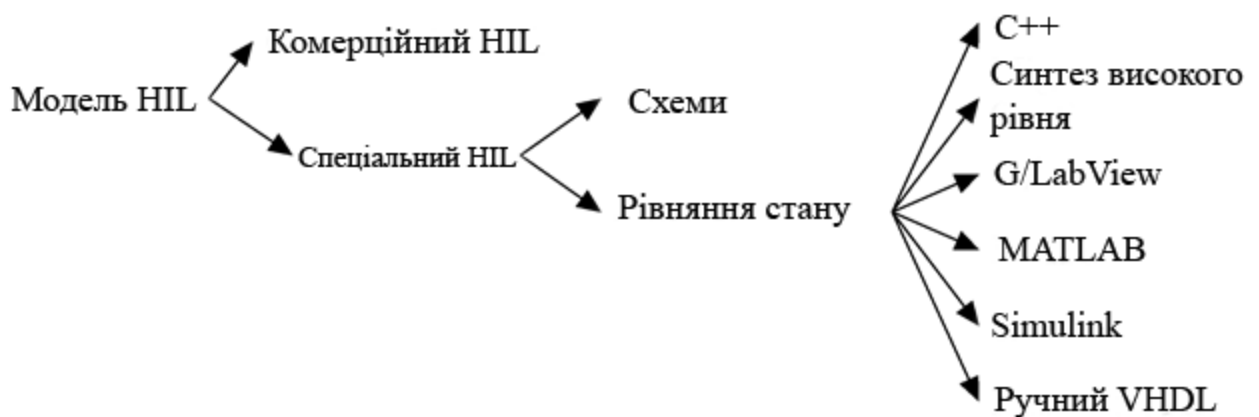 Модель HIL
Комерційний HIL
Спеціальний HIL
Схеми
Рівняння стану
C++
Синтез високого
рівня
G/LabView
MATLAB
Simulink
Ручний VHDL